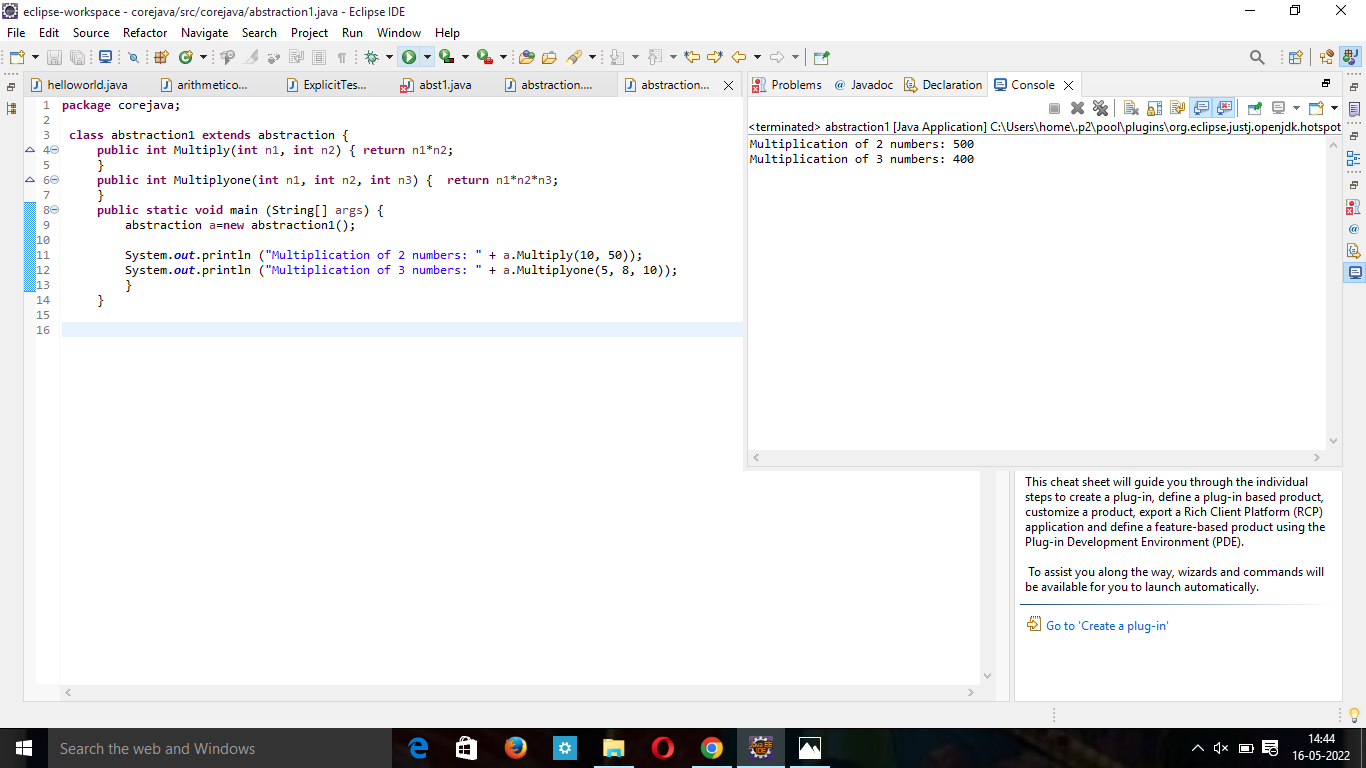 eclipse-workspace - corejava/src/corejava/abstraction1.java - Eclipse IDE
File Edit Source Refactor Navigate Search Project Run Window Help
helloworld.java arithmetico... ExplicitTes... abst1.java abstraction.... abstraction...
Problems @ Javadoc Declaration Console
<terminated> abstraction1 [Java Application] C:\Users\home\.p2\pool\plugins\org.eclipse.justj.openjdk.hotspot
Multiplication of 2 numbers: 500
Multiplication of 3 numbers: 400
1 package corejava;
2
3 class abstraction1 extends abstraction {
4 public int Multiply(int n1, int n2) { return n1*n2;
5 }
6 public int Multiplyone(int n1, int n2, int n3) { return n1*n2*n3;
7 }
8 public static void main (String[] args) {
9 abstraction a=new abstraction1();
10
11 System.out.println ("Multiplication of 2 numbers: " + a.Multiply(10, 50));
12 System.out.println ("Multiplication of 3 numbers: " + a.Multiplyone(5, 8, 10));
13 }
14 }
15
16
This cheat sheet will guide you through the individual
steps to create a plug-in, define a plug-in based product,
customize a product, export a Rich Client Platform (RCP)
application and define a feature-based product using the
Plug-in Development Environment (PDE).
To assist you along the way, wizards and commands will
be available for you to launch automatically.
Go to 'Create a plug-in'
Search the web and Windows
Java EE
IDE
14:44
16-05-2022